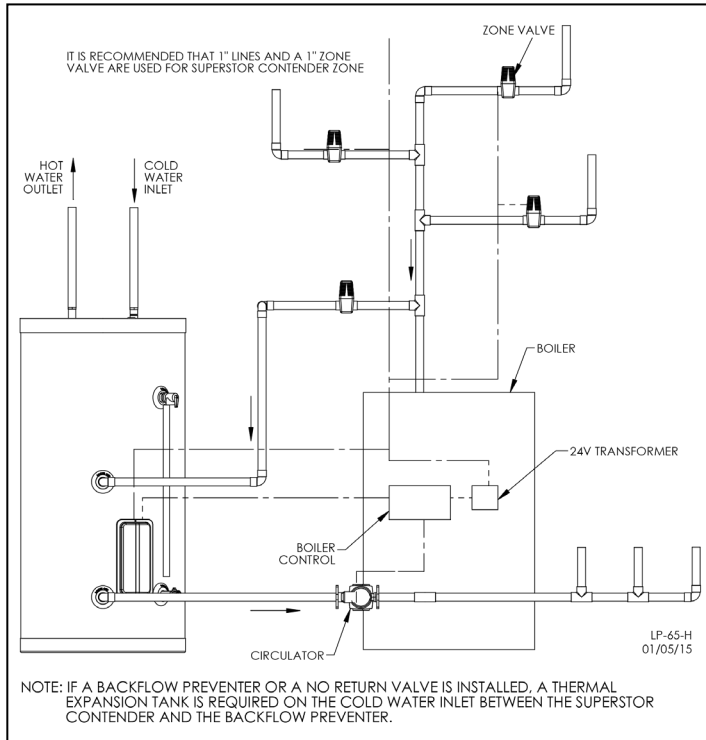 IT IS RECOMMENDED THAT 1" LINES AND A 1" ZONE
VALVE ARE USED FOR SUPERSTOR CONTENDER ZONE
ZONE VALVE
HOT
WATER
OUTLET
COLD
WATER
INLET
BOILER
24V TRANSFORMER
BOILER
CONTROL
CIRCULATOR
LP-65-H
01/05/15
NOTE: IF A BACKFLOW PREVENTER OR A NO RETURN VALVE IS INSTALLED, A THERMAL
EXPANSION TANK IS REQUIRED ON THE COLD WATER INLET BETWEEN THE SUPERSTOR
CONTENDER AND THE BACKFLOW PREVENTER.